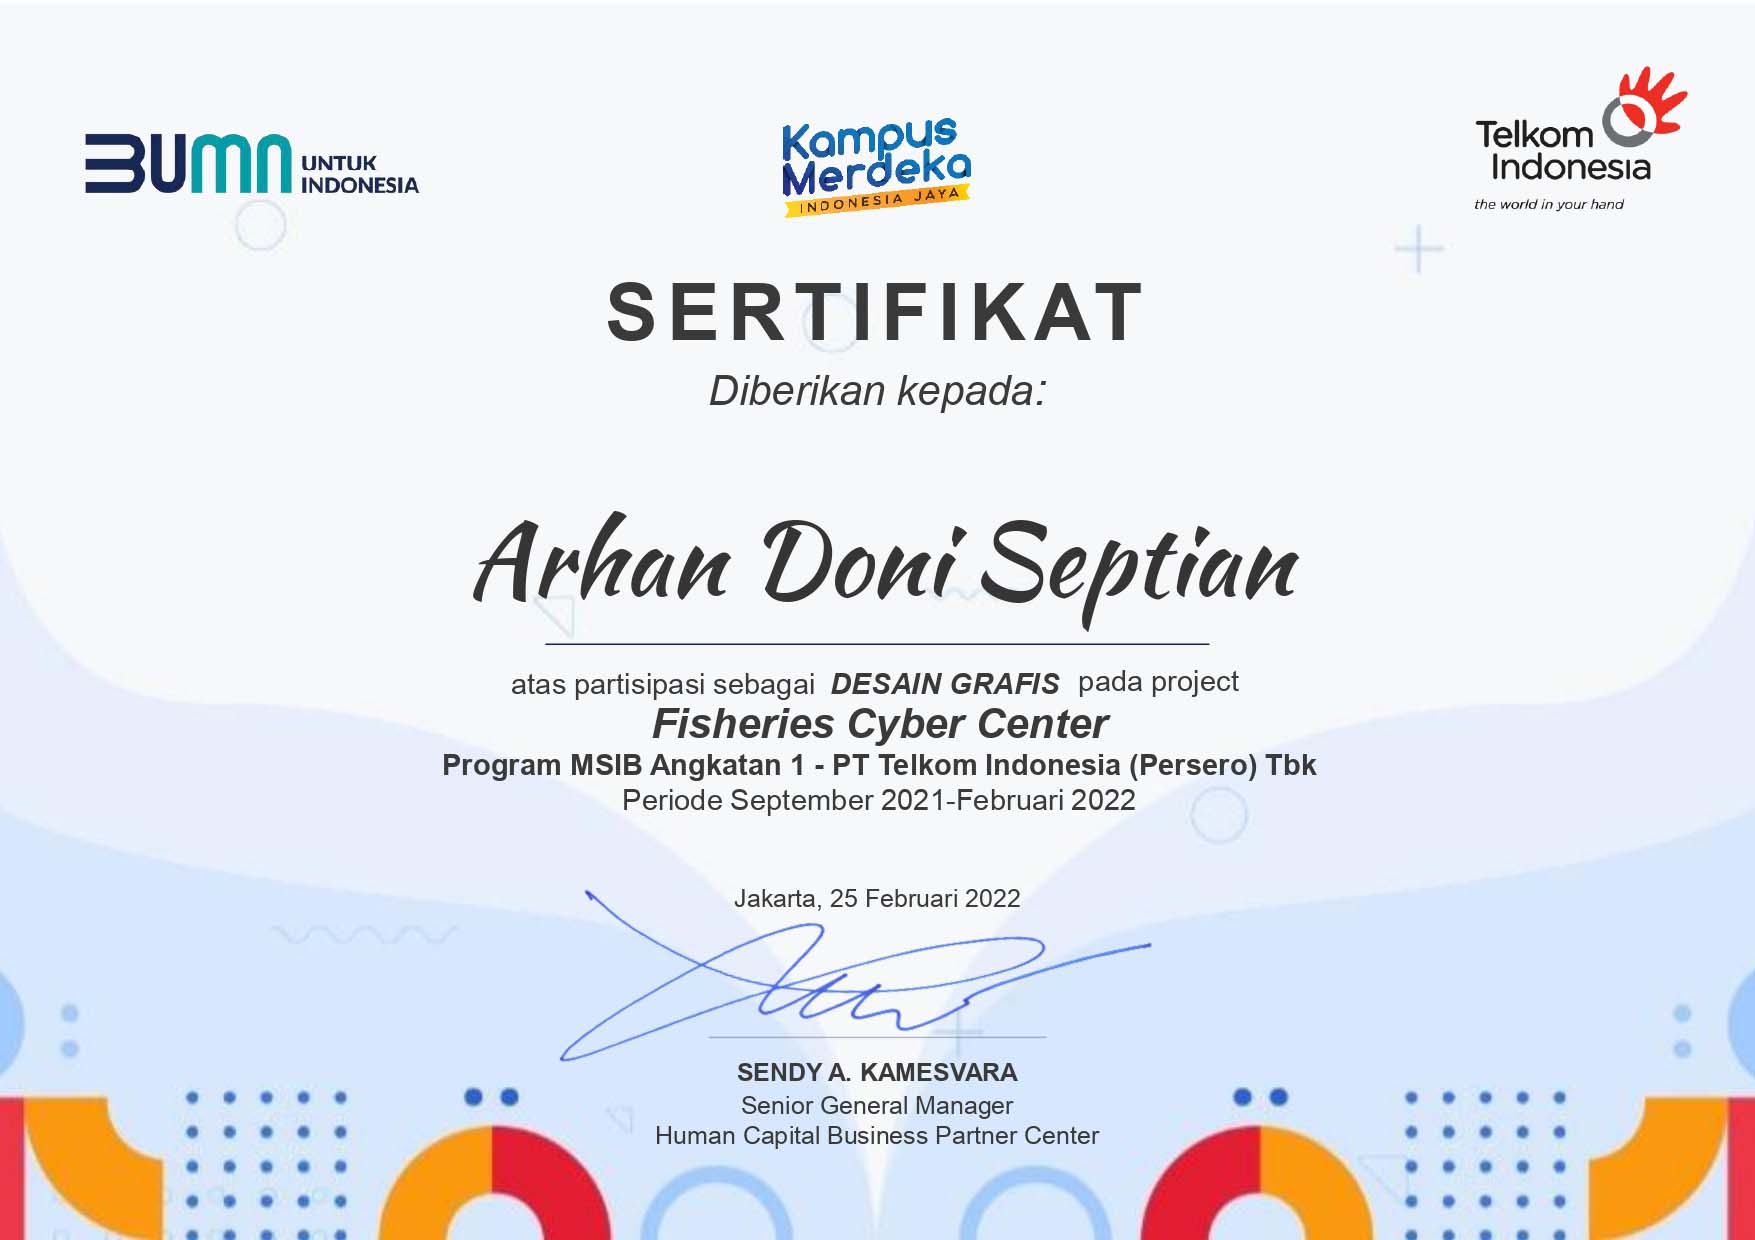 BUMN UNTUK
INDONESIA
Kampus
Merdeka
INDONESIA JAYA
Telkom
Indonesia
the world in your hand
SERTIFIKAT
Diberikan kepada:
Arhan Doni Septian
atas partisipasi sebagai DESAIN GRAFIS pada project
Fisheries Cyber Center
Program MSIB Angkatan 1 - PT Telkom Indonesia (Persero) Tbk
Periode September 2021-Februari 2022
Jakarta, 25 Februari 2022
SENDY A. KAMESVARA
Senior General Manager
Human Capital Business Partner Center